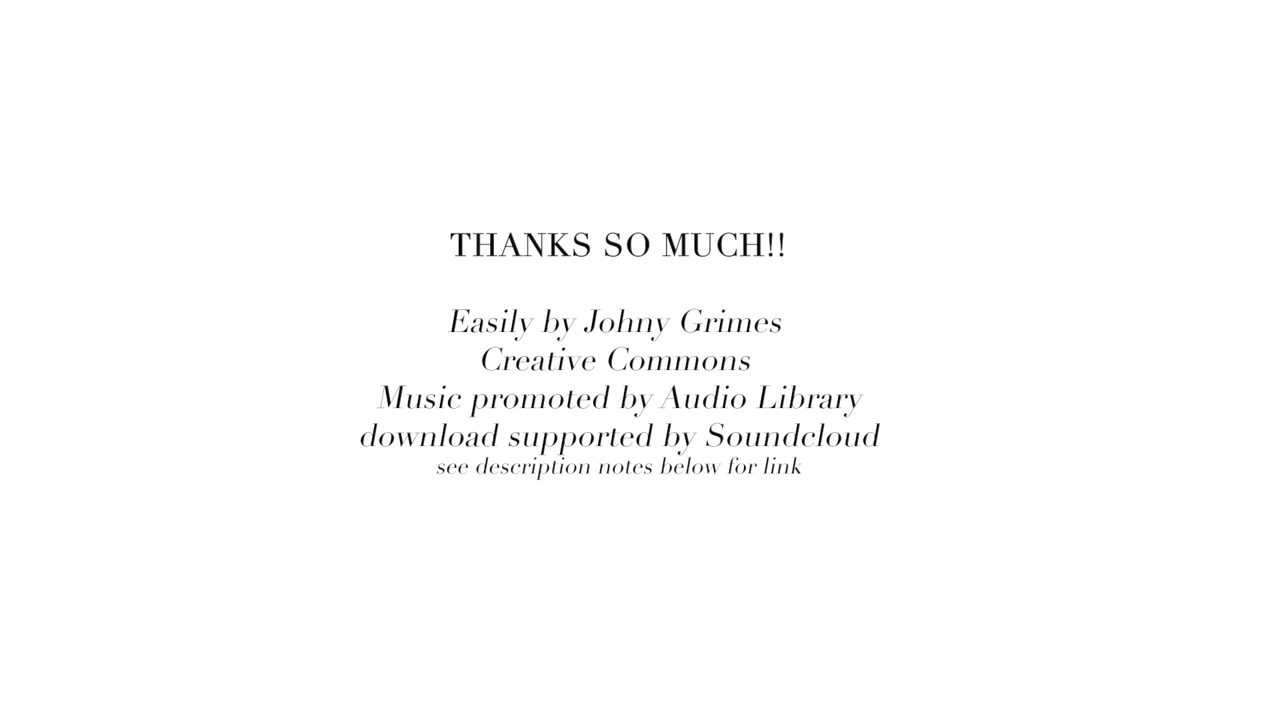 THANKS SO MUCH!!
Easily by Johny Grimes
Creative Commons
Music promoted by Audio Library
download supported by Soundcloud
see description notes below for link